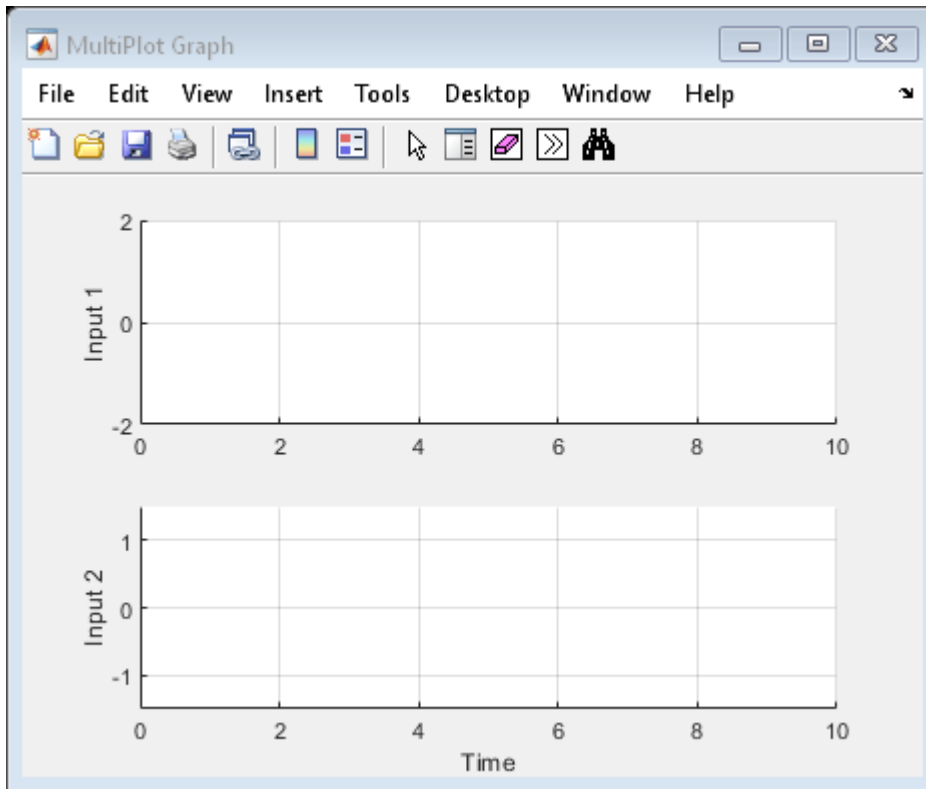 MultiPlot Graph
File Edit View Insert Tools Desktop Window Help
2
Input 1
0
-2
0 2 4 6 8 10
1
Input 2
0
-1
0 2 4 6 8 10
Time